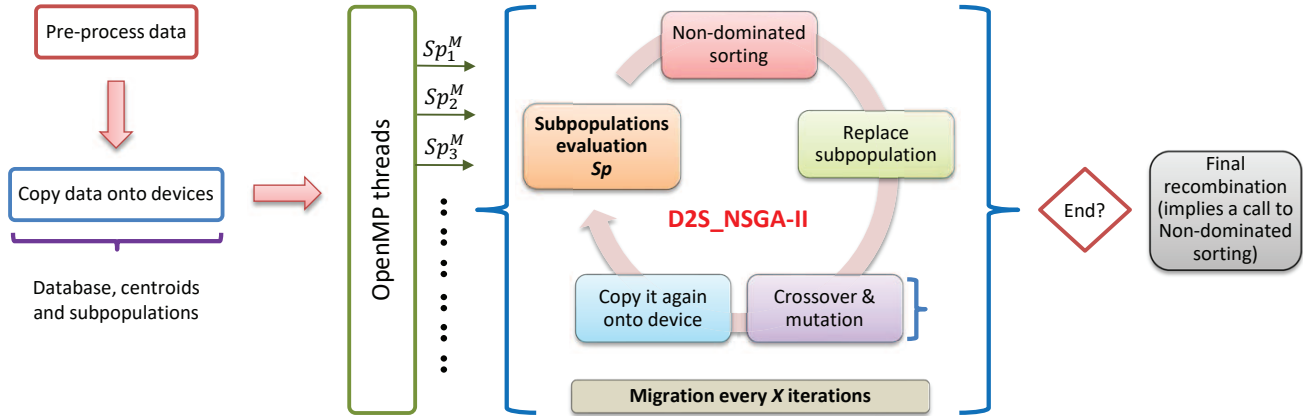 Pre-process data
Copy data onto devices
Database, centroids
and subpopulations
OpenMP threads
Sp₁ᴹ
Sp₂ᴹ
Sp₃ᴹ
Non-dominated
sorting
Subpopulations
evaluation
Sp
Replace
subpopulation
D2S_NSGA-II
Copy it again
onto device
Crossover &
mutation
Migration every X iterations
End?
Final
recombination
(implies a call to
Non-dominated
sorting)